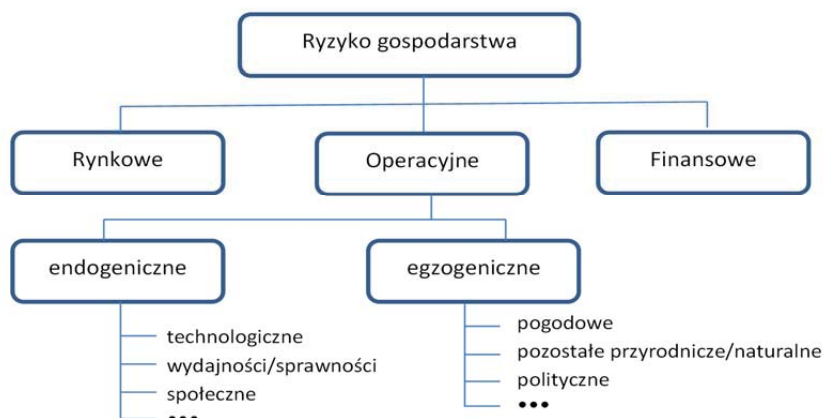 Ryzyko gospodarstwa
Rynkowe
Operacyjne
Finansowe
endogeniczne
egzogeniczne
technologiczne
wydajności/sprawności
społeczne
•••
pogodowe
pozostałe przyrodnicze/naturalne
polityczne
•••